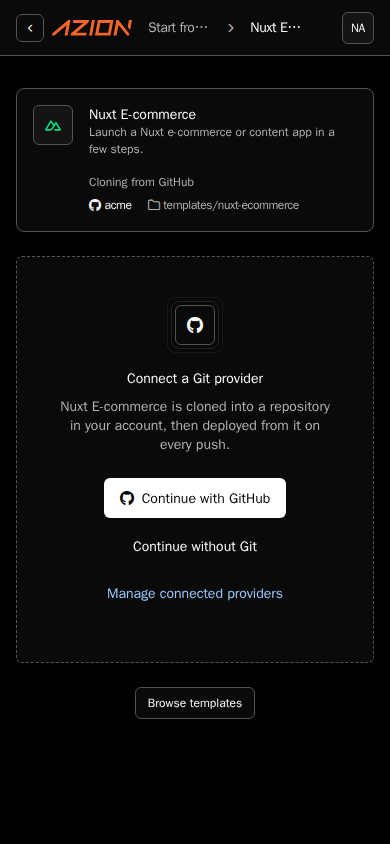 AZION
Start fro···
Nuxt E···
NA
Nuxt E-commerce
Launch a Nuxt e-commerce or content app in a
few steps.
Cloning from GitHub
acme
templates/nuxt-ecommerce
Connect a Git provider
Nuxt E-commerce is cloned into a repository
in your account, then deployed from it on
every push.
Continue with GitHub
Continue without Git
Manage connected providers
Browse templates